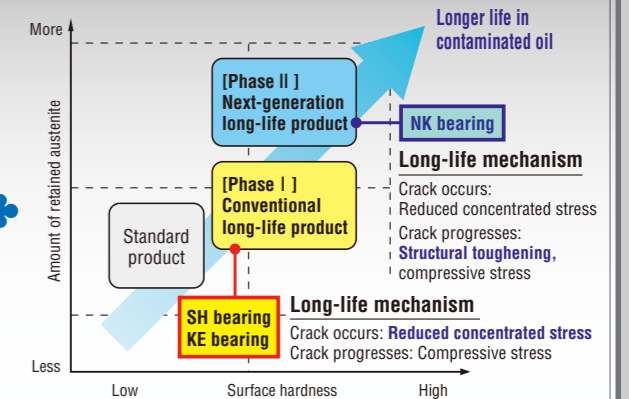 More
Longer life in
contaminated oil
[Phase II]
Next-generation
long-life product
NK bearing
Long-life mechanism
Crack occurs:
Reduced concentrated stress
Crack progresses:
Structural toughening,
compressive stress
[Phase I]
Conventional
long-life product
Standard
product
Amount of retained austenite
SH bearing
KE bearing
Long-life mechanism
Crack occurs: Reduced concentrated stress
Crack progresses: Compressive stress
Less
Low
Surface hardness
High